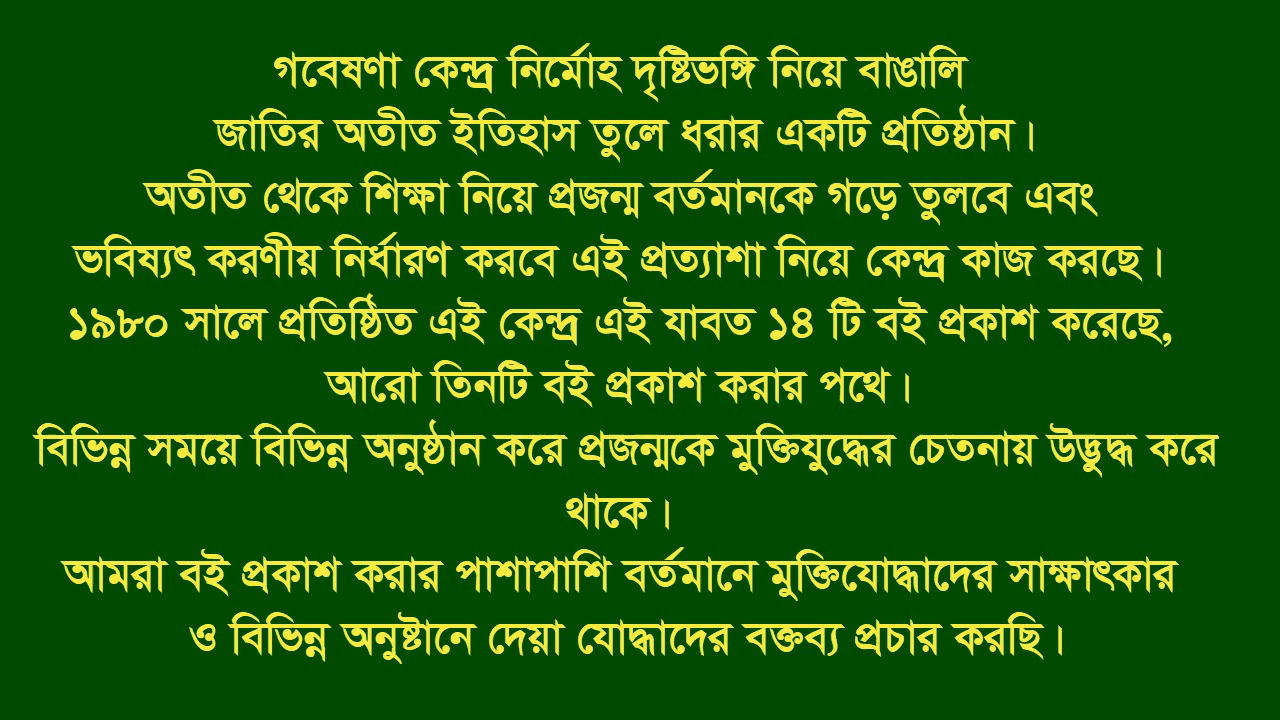 গবেষণা কেন্দ্র নির্মোহ দৃষ্টিভঙ্গি নিয়ে বাঙালি
জাতির অতীত ইতিহাস তুলে ধরার একটি প্রতিষ্ঠান।
অতীত থেকে শিক্ষা নিয়ে প্রজন্ম বর্তমানকে গড়ে তুলবে এবং
ভবিষ্যৎ করণীয় নির্ধারণ করবে এই প্রত্যাশা নিয়ে কেন্দ্র কাজ করছে।
১৯৮০ সালে প্রতিষ্ঠিত এই কেন্দ্র এই যাবত ১৪ টি বই প্রকাশ করেছে,
আরো তিনটি বই প্রকাশ করার পথে।
বিভিন্ন সময়ে বিভিন্ন অনুষ্ঠান করে প্রজন্মকে মুক্তিযুদ্ধের চেতনায় উদ্ভুদ্ধ করে
থাকে।
আমরা বই প্রকাশ করার পাশাপাশি বর্তমানে মুক্তিযোদ্ধাদের সাক্ষাৎকার
ও বিভিন্ন অনুষ্টানে দেয়া যোদ্ধাদের বক্তব্য প্রচার করছি।